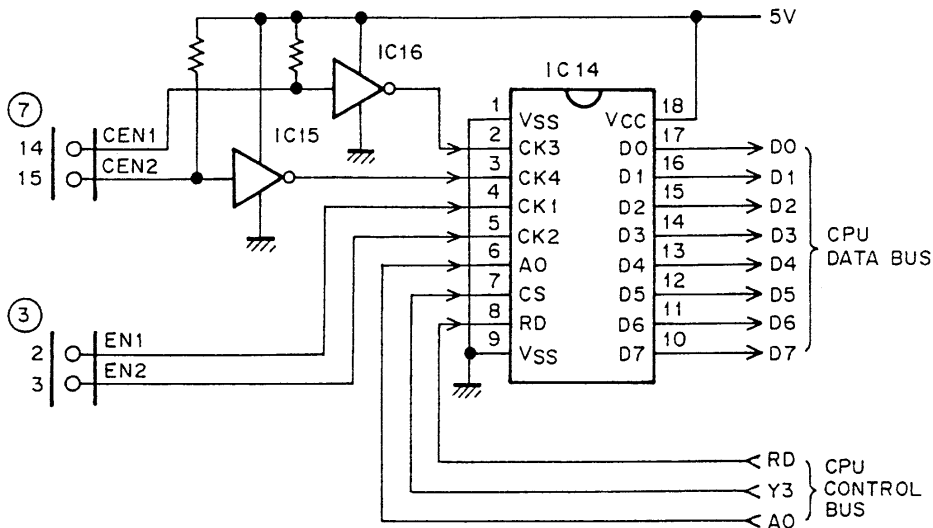 5V
IC16
IC14
7
14 CEN1
15 CEN2
IC15
1 VSS
2 CK3
3 CK4
4 CK1
5 CK2
6 A0
7 CS
8 RD
9 VSS
VCC 18
D0 17 D0
D1 16 D1
D2 15 D2
D3 14 D3
D4 13 D4
D5 12 D5
D6 11 D6
D7 10 D7
CPU
DATA BUS
3
2 EN1
3 EN2
RD
Y3
A0
CPU
CONTROL
BUS